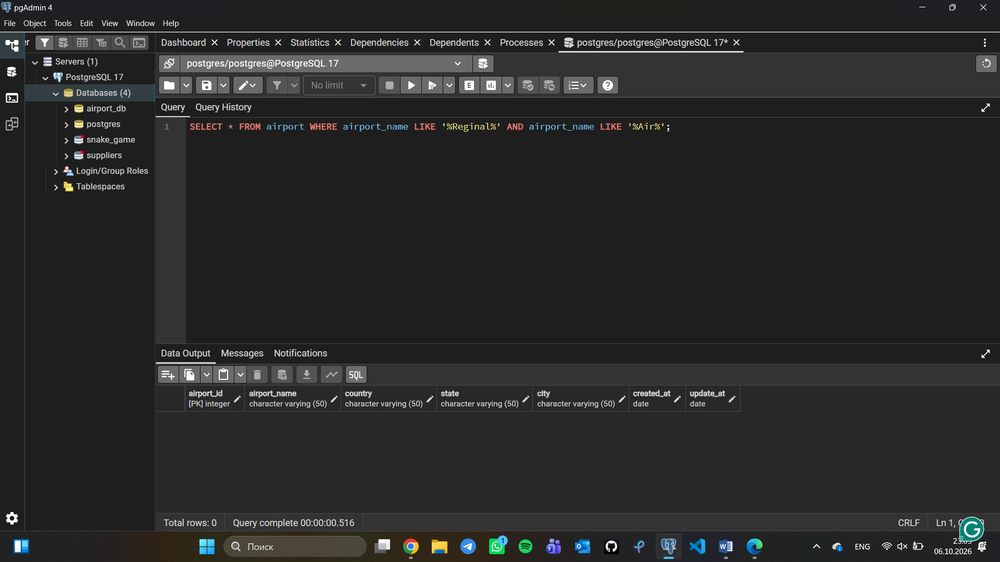 pgAdmin 4
File Object Tools Edit View Window Help
er
Dashboard Properties Statistics Dependencies Dependents Processes postgres/postgres@PostgreSQL 17*
Servers (1)
PostgreSQL 17
Databases (4)
airport_db
postgres
snake_game
suppliers
Login/Group Roles
Tablespaces
postgres/postgres@PostgreSQL 17
No limit
E
Query Query History
1 SELECT * FROM airport WHERE airport_name LIKE '%Reginal%' AND airport_name LIKE '%Air%';
Data Output Messages Notifications
SQL
airport_id airport_name country state city created_at update_at
[PK] integer character varying (50) character varying (50) character varying (50) character varying (50) date date
Total rows: 0 Query complete 00:00:00.516 CRLF Ln 1,
Поиск
1
ENG
06.10.2026